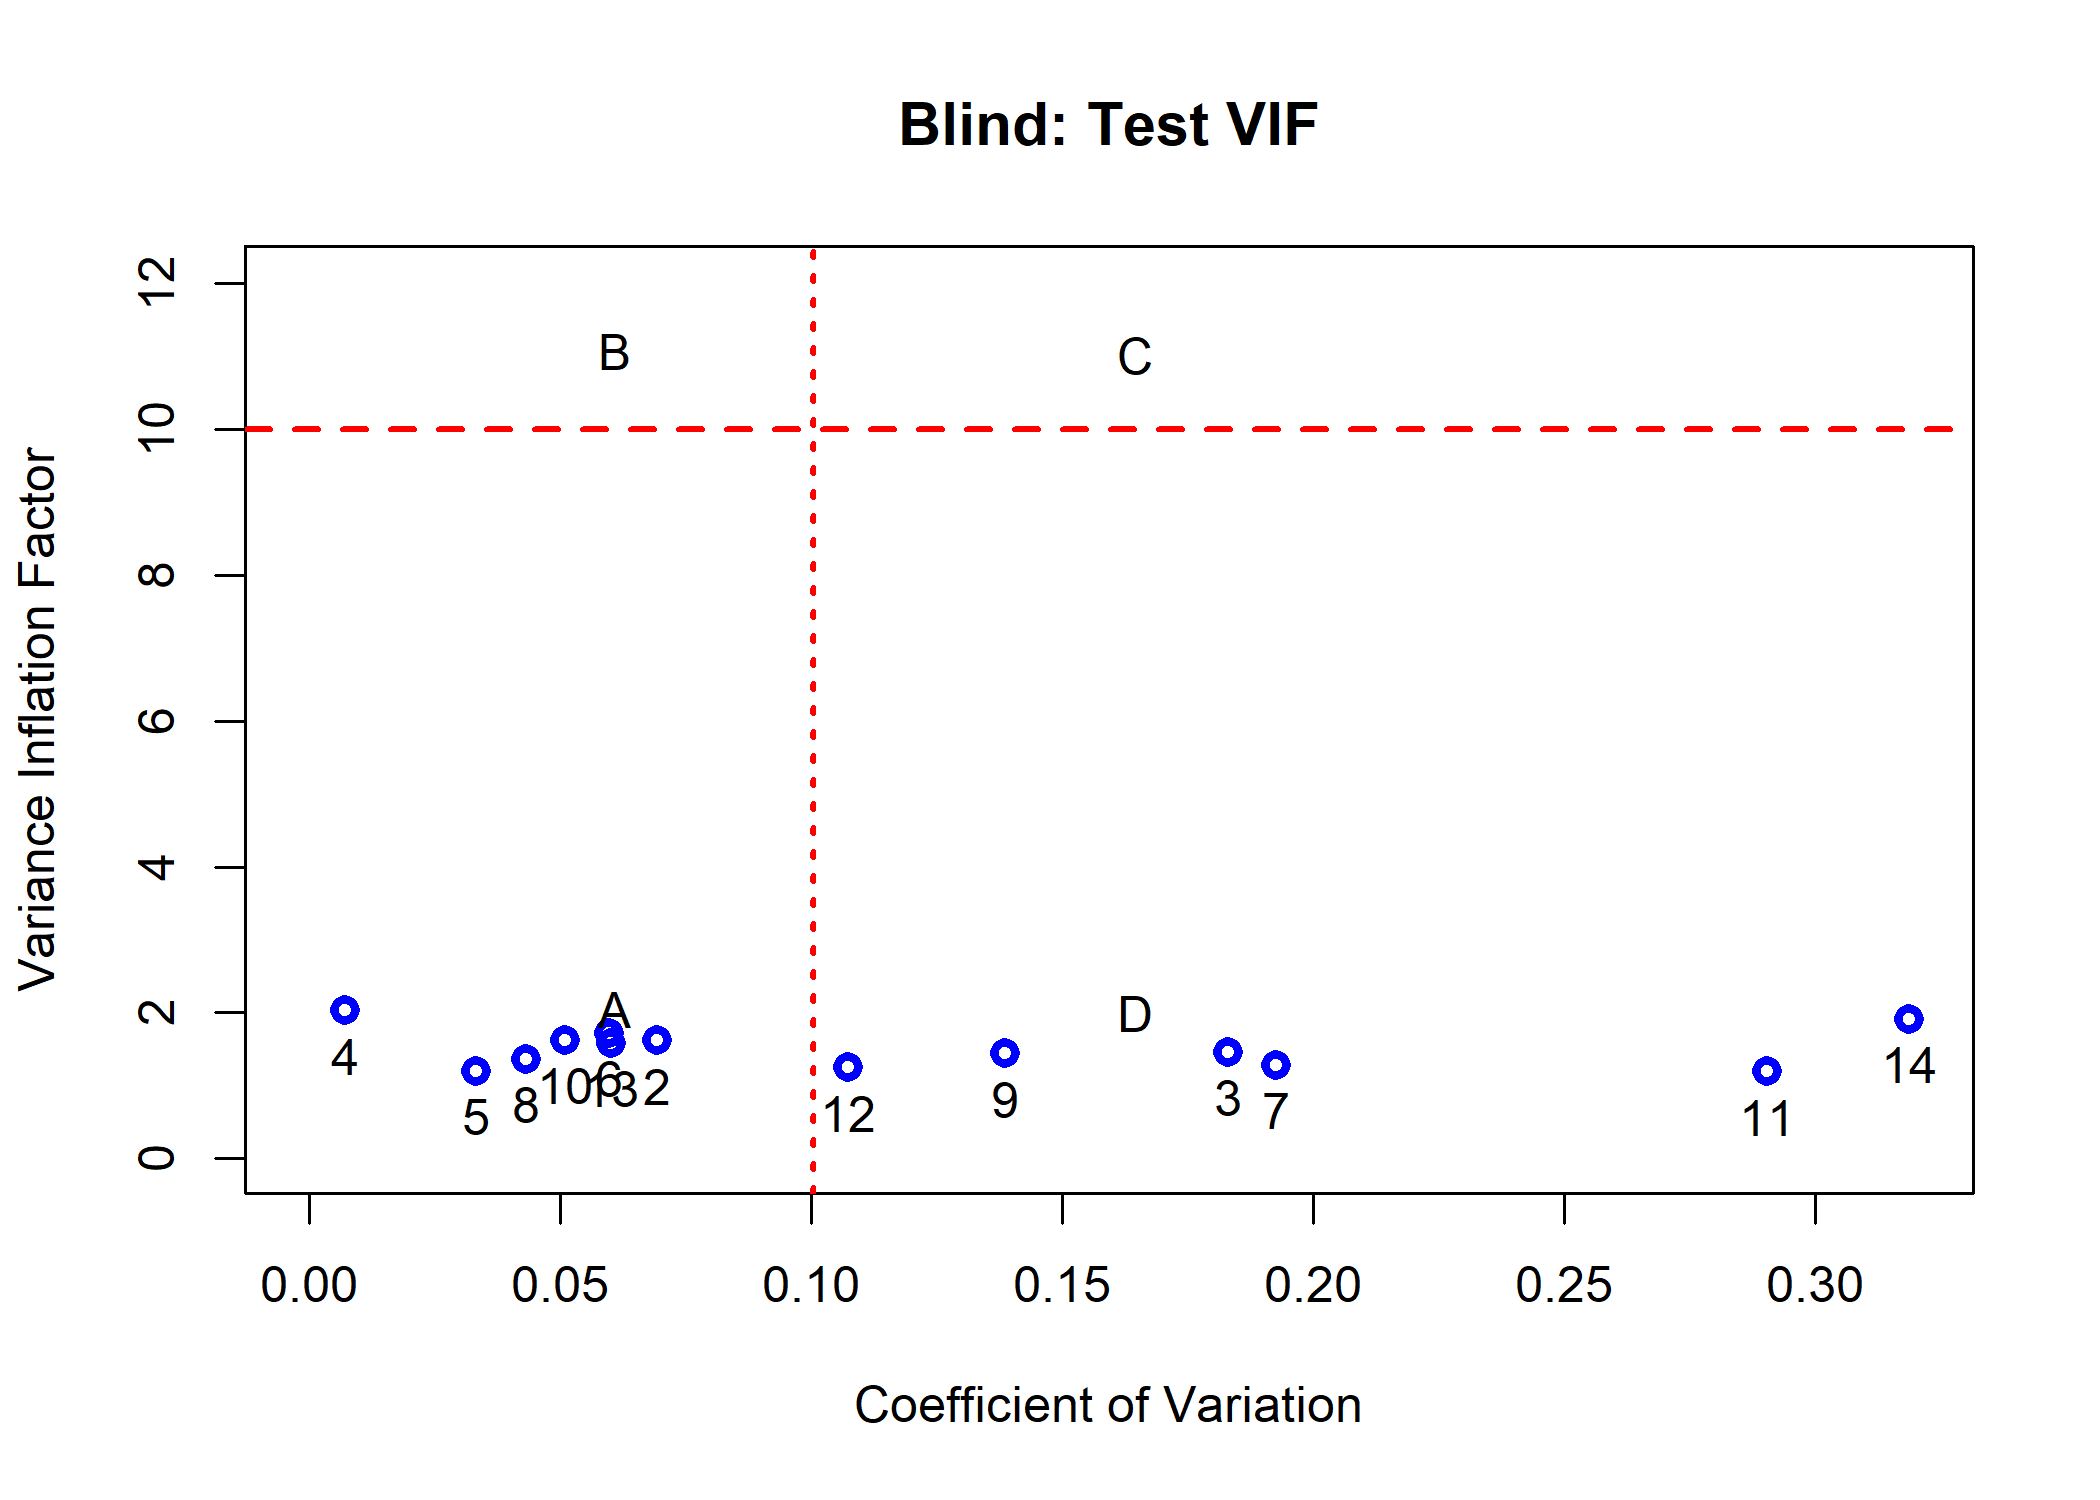 Blind: Test VIF
Variance Inflation Factor
12
10
8
6
4
2
0
B
C
A
D
4
5
8
10
6
13
2
12
9
3
7
11
14
0.00 0.05 0.10 0.15 0.20 0.25 0.30
Coefficient of Variation